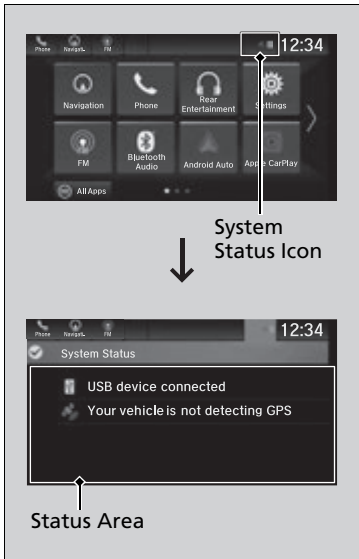 Phone Navigati.. FM 12:34
Navigation Phone Rear Entertainment Settings
FM Bluetooth Audio Android Auto Apple CarPlay
All Apps
System
Status Icon
Phone Navigati.. FM 12:34
System Status
USB device connected
Your vehicle is not detecting GPS
Status Area